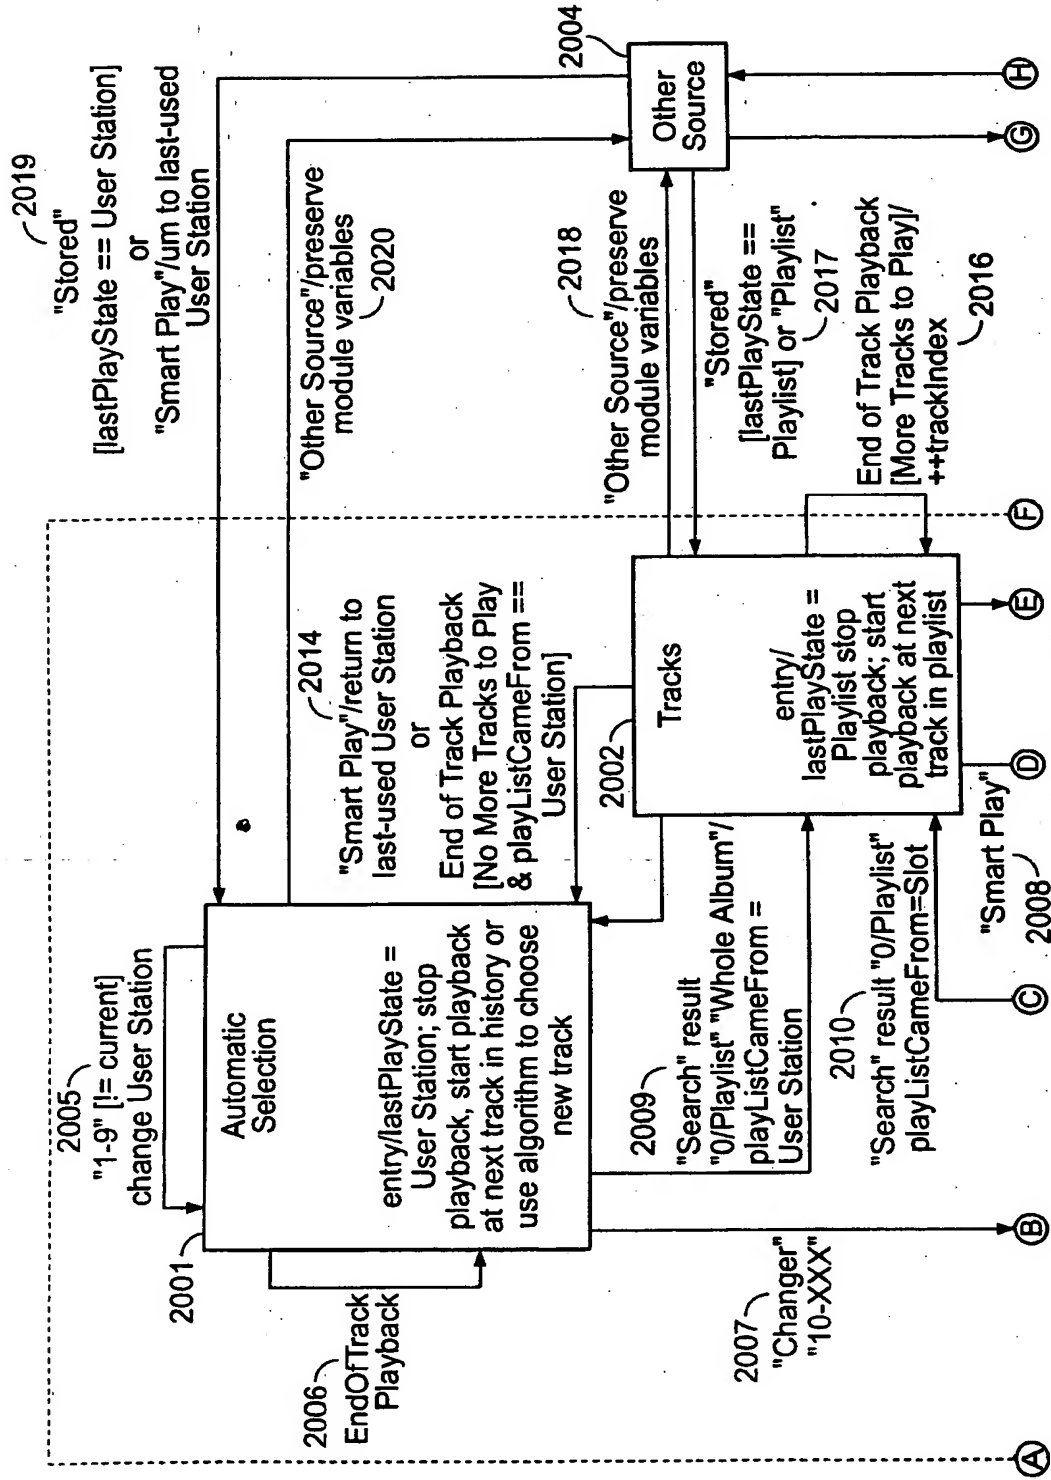 2019
"Stored"
[lastPlayState == User Station]
or
"Smart Play"/um to last-used
User Station
2005
"1-9" [!= current]
change User Station
2001
Automatic
Selection
entry/lastPlayState =
User Station; stop
playback, start playback
at next track in history or
use algorithm to choose
new track
2006
EndOfTrack
Playback
2014
"Smart Play"/return to
last-used User Station
or
End of Track Playback
[No More Tracks to Play
& playListCameFrom ==
User Station]
"Other Source"/preserve
module variables
2020
2004
Other
Source
2018
"Other Source"/preserve
module variables
"Stored"
[lastPlayState ==
Playlist] or "Playlist"
2017
End of Track Playback
[More Tracks to Play]/
++trackIndex
2016
2002
Tracks
entry/
lastPlayState =
Playlist stop
playback; start
playback at next
track in playlist
2009
"Search" result
"0/Playlist" "Whole Album"/
playListCameFrom =
User Station
2010
"Search" result "0/Playlist"
playListCameFrom=Slot
2007
"Changer"
"10-XXX"
"Smart Play"
2008
A
B
C
D
E
F
G
H